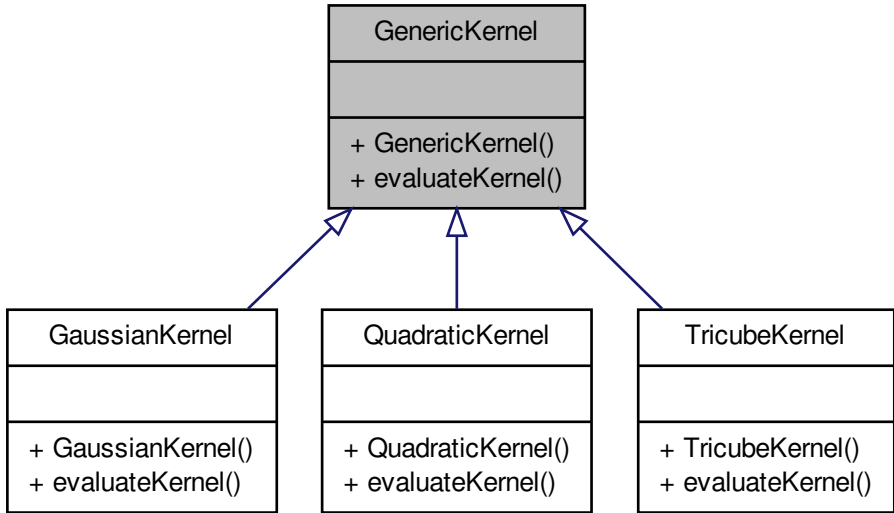 GenericKernel
+ GenericKernel()
+ evaluateKernel()
GaussianKernel
+ GaussianKernel()
+ evaluateKernel()
QuadraticKernel
+ QuadraticKernel()
+ evaluateKernel()
TricubeKernel
+ TricubeKernel()
+ evaluateKernel()